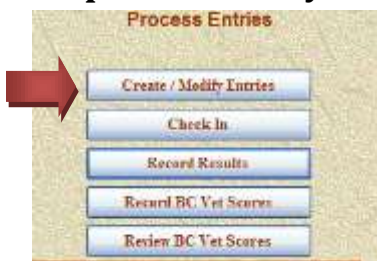 Process Entries
Create / Modify Entries
Check In
Record Results
Record BC Vet Scores
Review BC Vet Scores